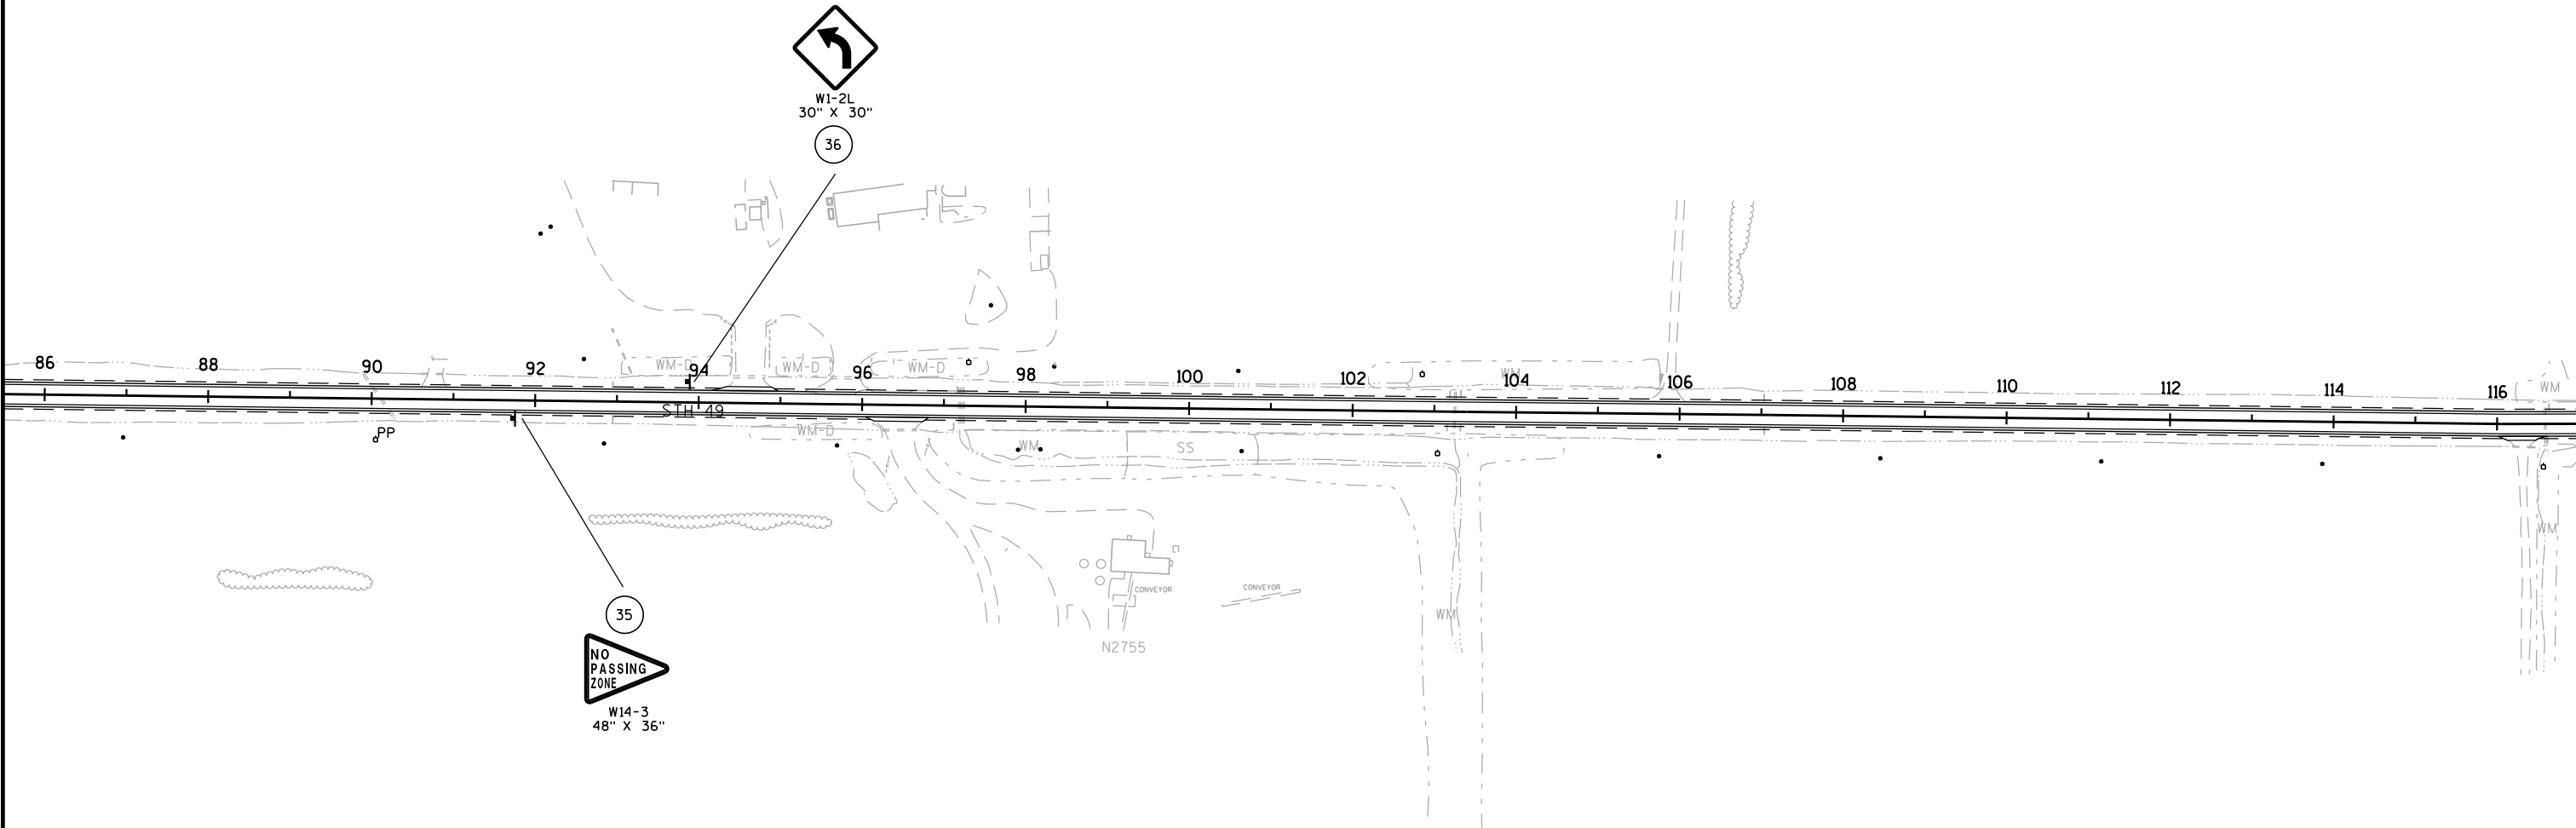 W1-2L
30" X 30"
36
86 88 90 92 94 96 98 100 102 104 106 108 110 112 114 116
WM-D WM-D WM-D WM WM
STH 49
PP WM-D WM SS
WM
CONVEYOR CONVEYOR
35
WM
N2755
NO
PASSING
ZONE
W14-3
48" X 36"